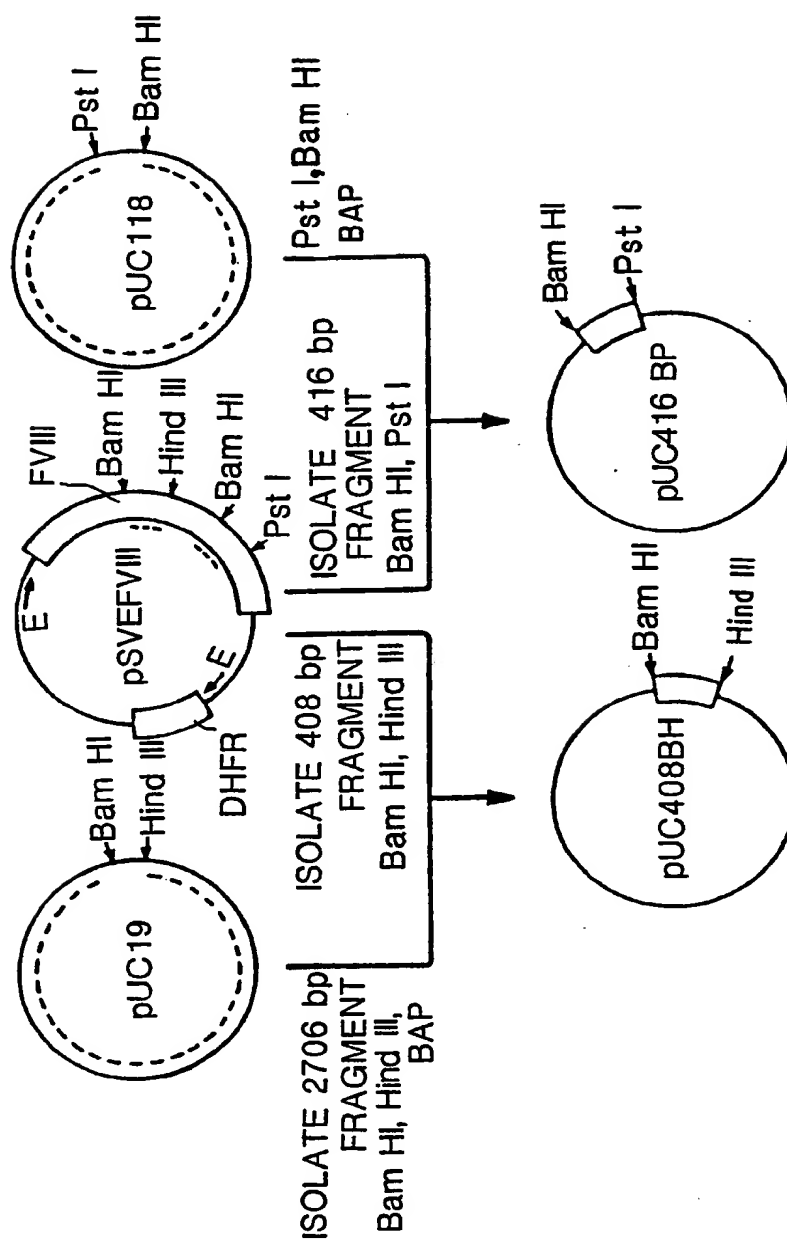 pUC19
Bam HI
Hind III
pSVEFVIII
E
E
DHFR
FVIII
Bam HI
Hind III
Bam HI
Pst I
pUC118
Pst I
Bam HI
ISOLATE 2706 bp
FRAGMENT
Bam HI, Hind III,
BAP
ISOLATE 408 bp
FRAGMENT
Bam HI, Hind III
ISOLATE 416 bp
FRAGMENT
Bam HI, Pst I
Pst I,Bam HI
BAP
pUC408BH
Bam HI
Hind III
pUC416 BP
Bam HI
Pst I